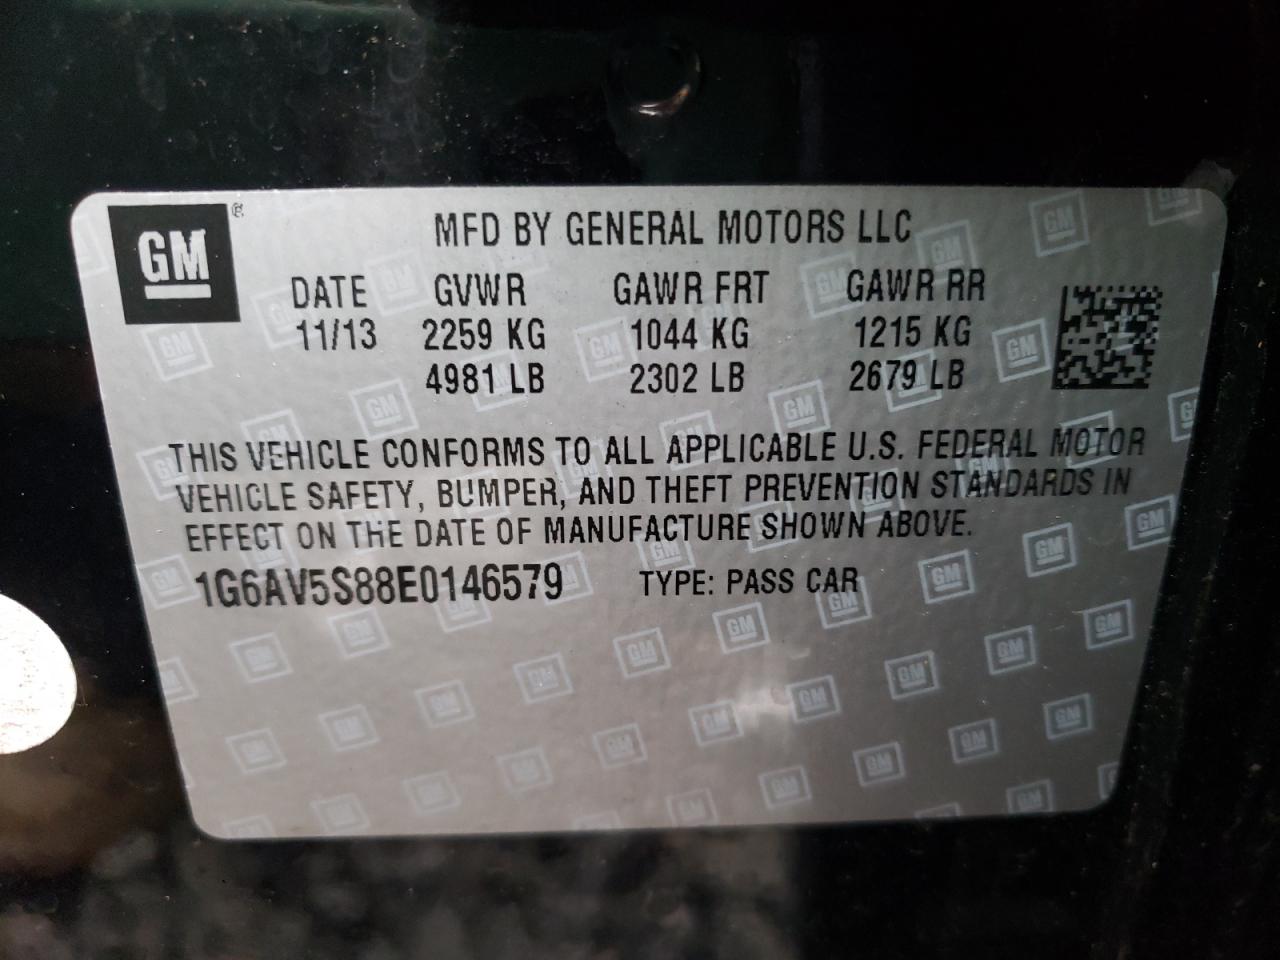 GM ®
MFD BY GENERAL MOTORS LLC
DATE GVWR GAWR FRT GAWR RR
11/13 2259 KG 1044 KG 1215 KG
4981 LB 2302 LB 2679 LB
THIS VEHICLE CONFORMS TO ALL APPLICABLE U.S. FEDERAL MOTOR
VEHICLE SAFETY, BUMPER, AND THEFT PREVENTION STANDARDS IN
EFFECT ON THE DATE OF MANUFACTURE SHOWN ABOVE.
1G6AV5S88E0146579 TYPE: PASS CAR